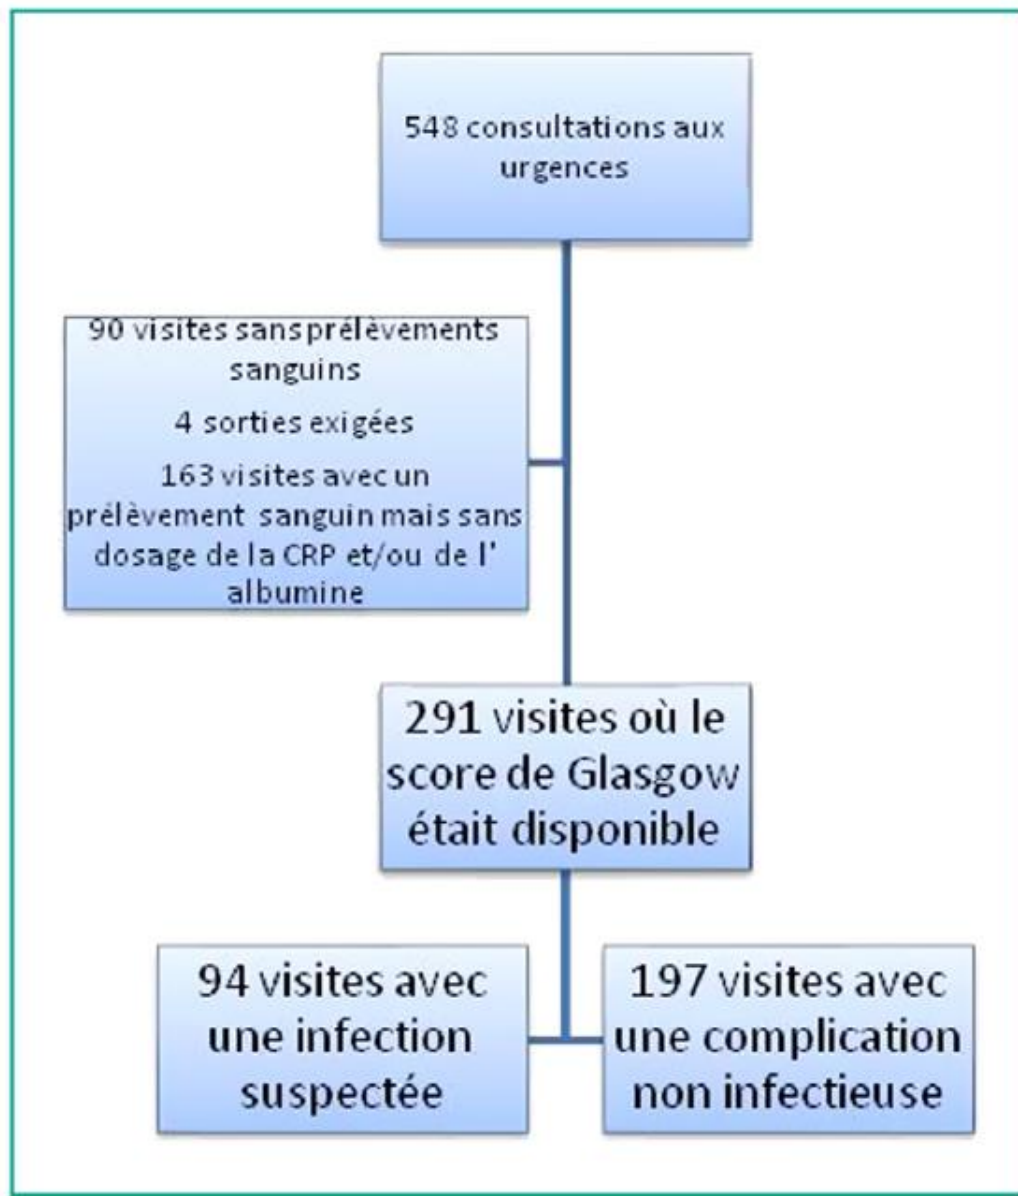 548 consultations aux
urgences
90 visites sans prélèvements
sanguins
4 sorties exigées
163 visites avec un
prélèvement sanguin mais sans
dosage de la CRP et/ou de l'
albumine
291 visites où le
score de Glasgow
était disponible
94 visites avec
une infection
suspectée
197 visites avec
une complication
non infectieuse